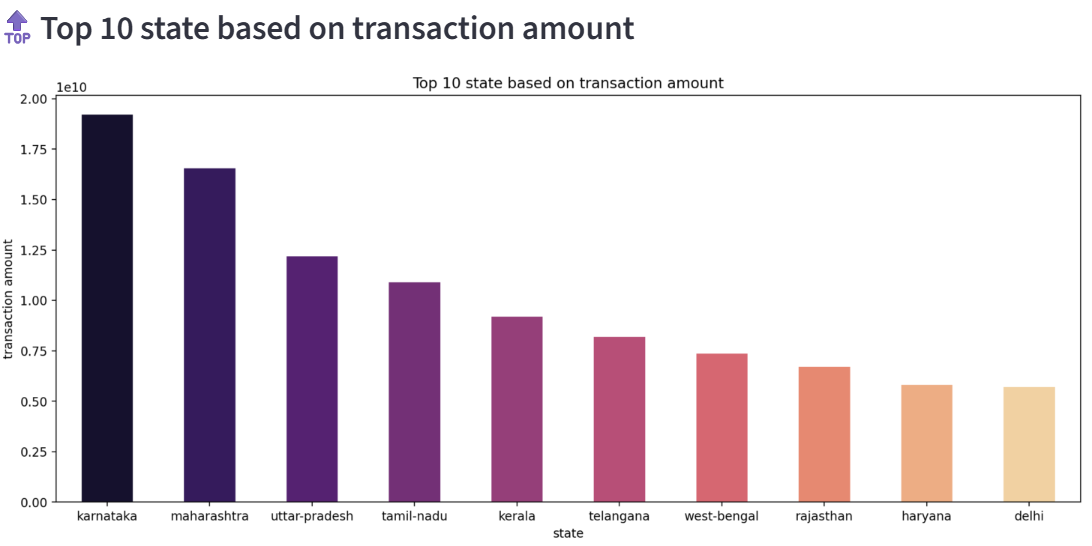 TOP Top 10 state based on transaction amount
Top 10 state based on transaction amount
1e10
2.00
1.75
1.50
1.25
1.00
0.75
0.50
0.25
0.00
transaction amount
karnataka maharashtra uttar-pradesh tamil-nadu kerala telangana west-bengal rajasthan haryana delhi
state